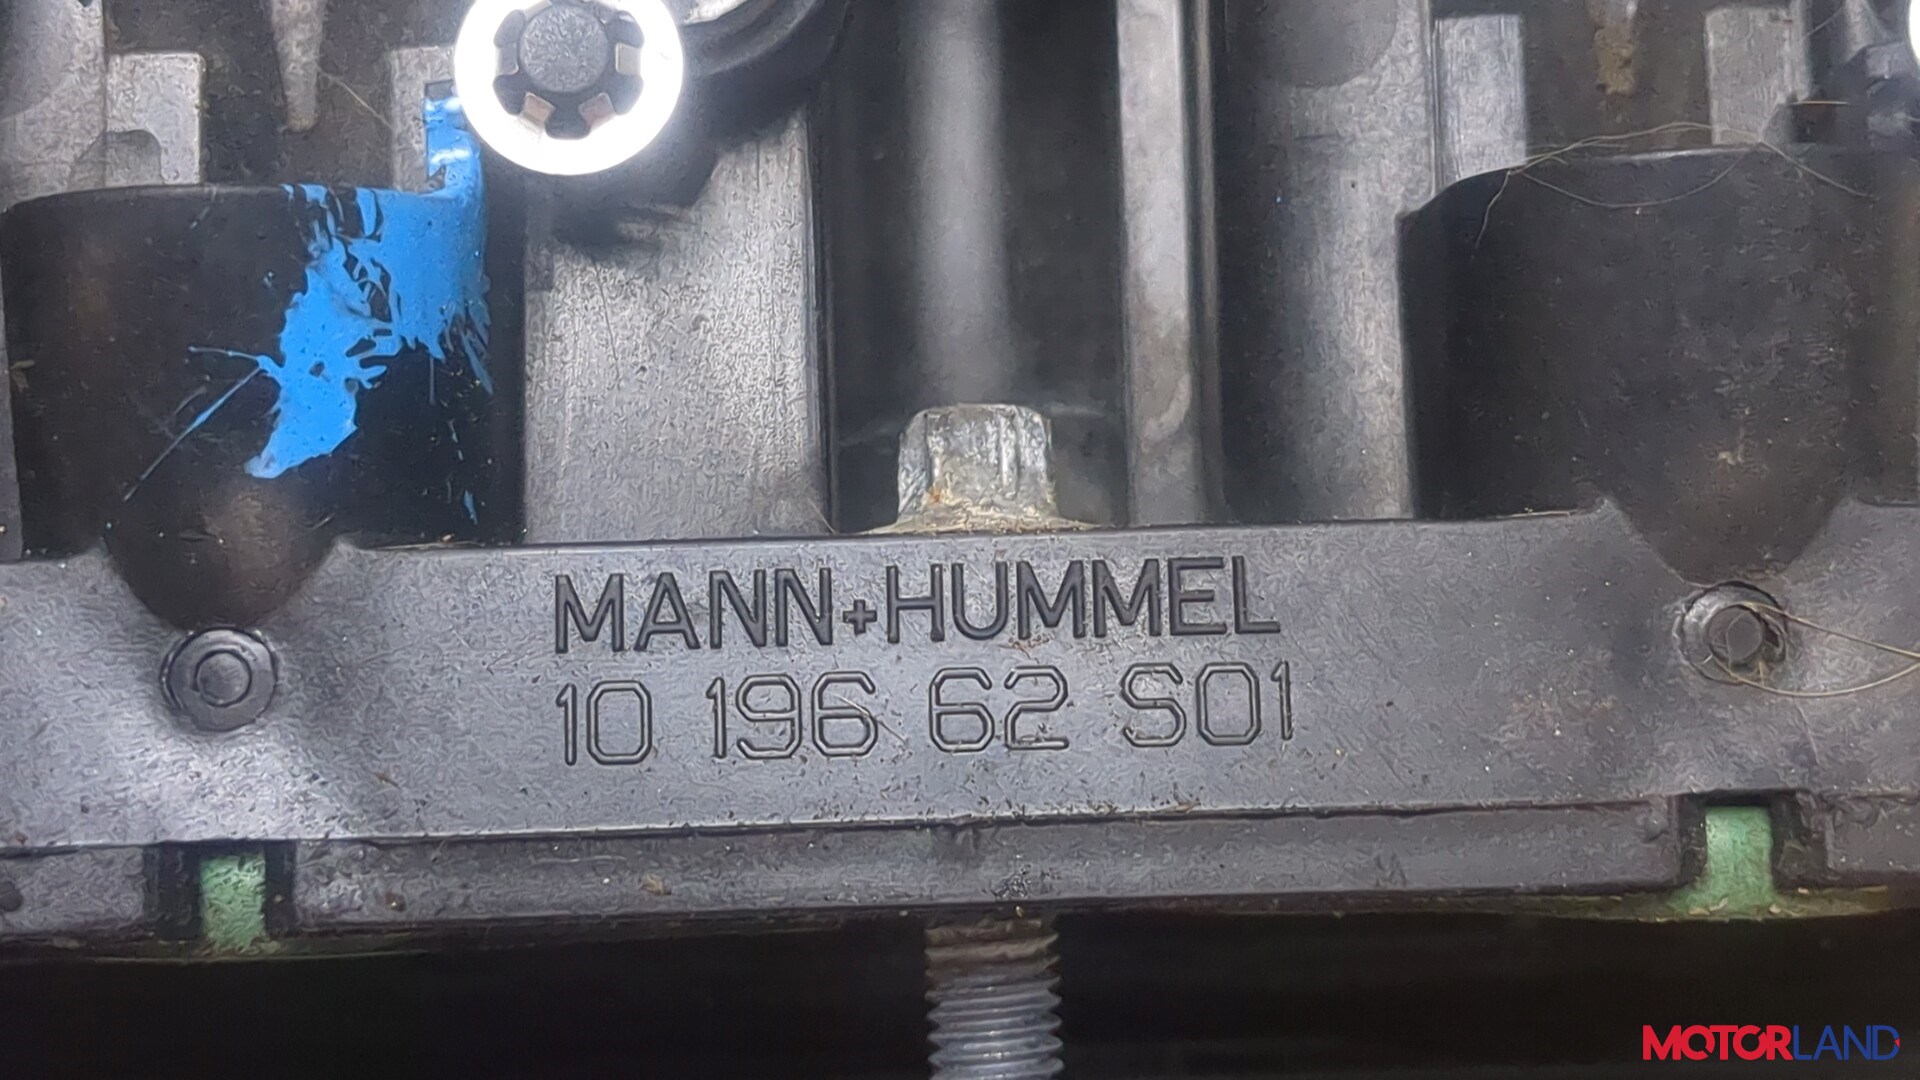 MANN+HUMMEL
10 196 62 S01
MOTORLAND